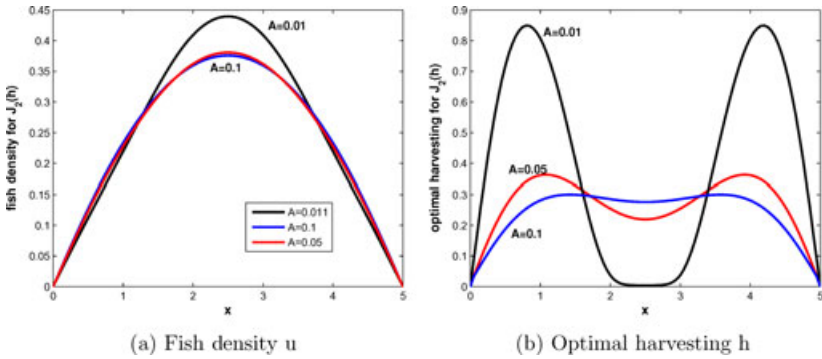 0.45
0.4
0.35
0.3
0.25
0.2
0.15
0.1
0.05
0
0 1 2 3 4 5
x
fish density for J₂(h)
A=0.01
A=0.1
A=0.011
A=0.1
A=0.05
(a) Fish density u
0.9
0.8
0.7
0.6
0.5
0.4
0.3
0.2
0.1
0
0 1 2 3 4 5
x
optimal harvesting for J₂(h)
A=0.01
A=0.05
A=0.1
(b) Optimal harvesting h